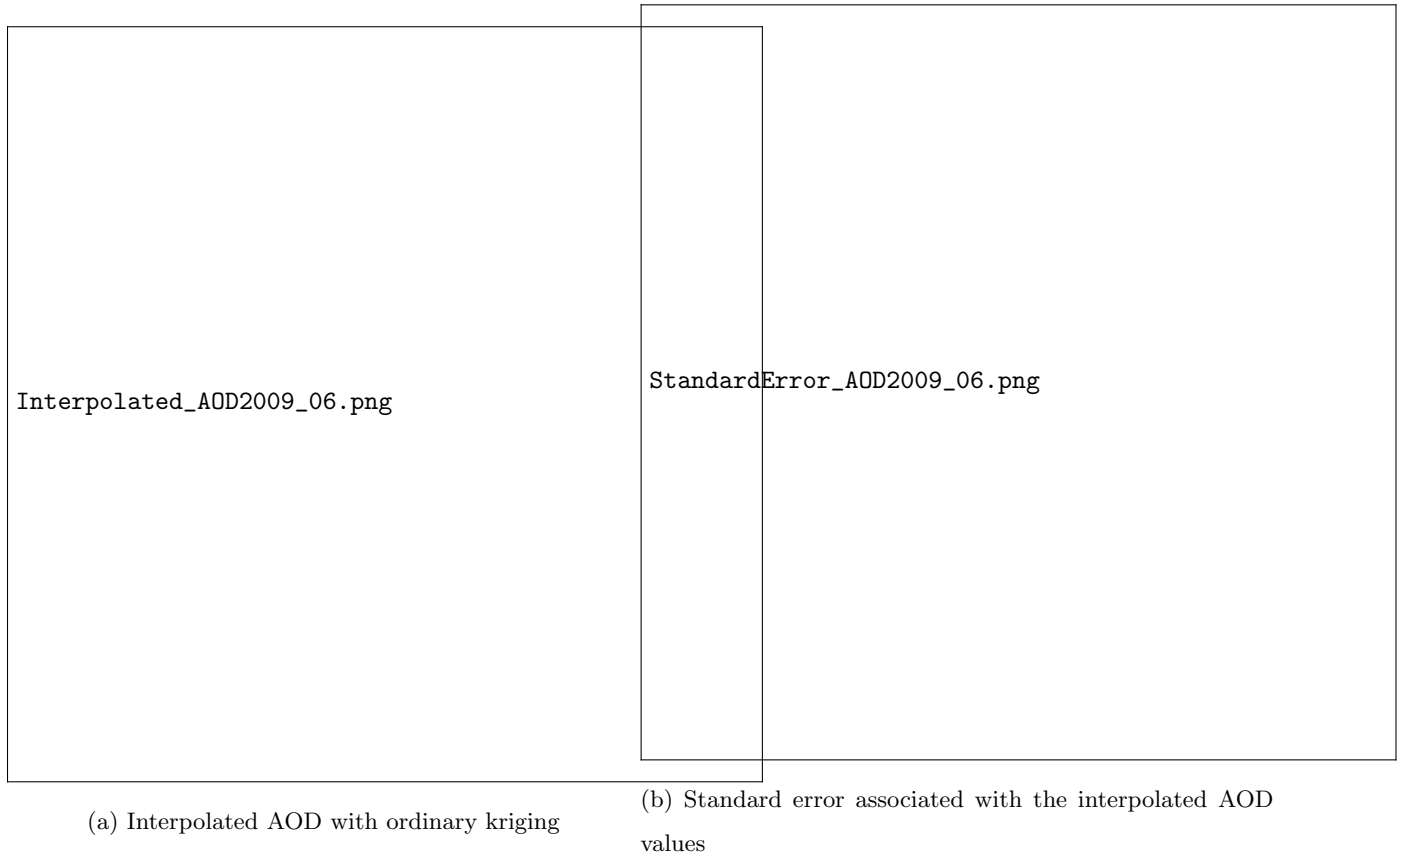 Interpolated_AOD2009_06.png
(a) Interpolated AOD with ordinary kriging
StandardError_AOD2009_06.png
(b) Standard error associated with the interpolated AOD
values